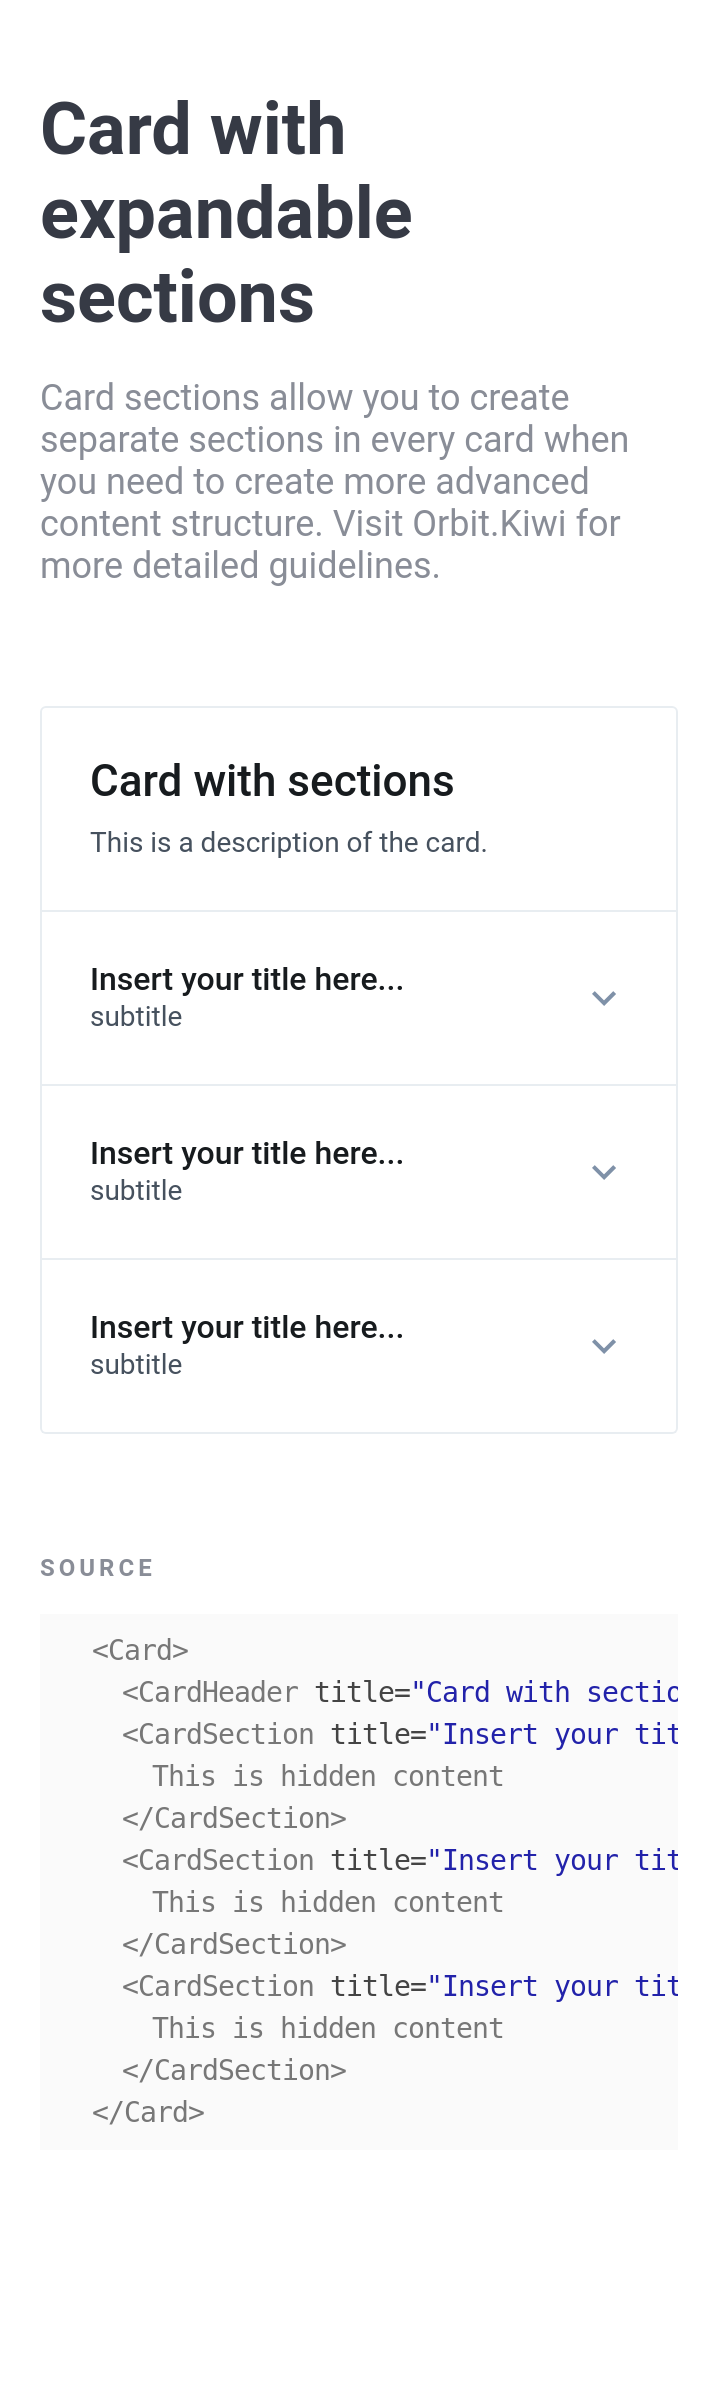 Card with
expandable
sections
Card sections allow you to create
separate sections in every card when
you need to create more advanced
content structure. Visit Orbit.Kiwi for
more detailed guidelines.
Card with sections
This is a description of the card.
Insert your title here...
subtitle
Insert your title here...
subtitle
Insert your title here...
subtitle
SOURCE
<Card>
  <CardHeader title="Card with sectio
  <CardSection title="Insert your tit
    This is hidden content
  </CardSection>
  <CardSection title="Insert your tit
    This is hidden content
  </CardSection>
  <CardSection title="Insert your tit
    This is hidden content
  </CardSection>
</Card>